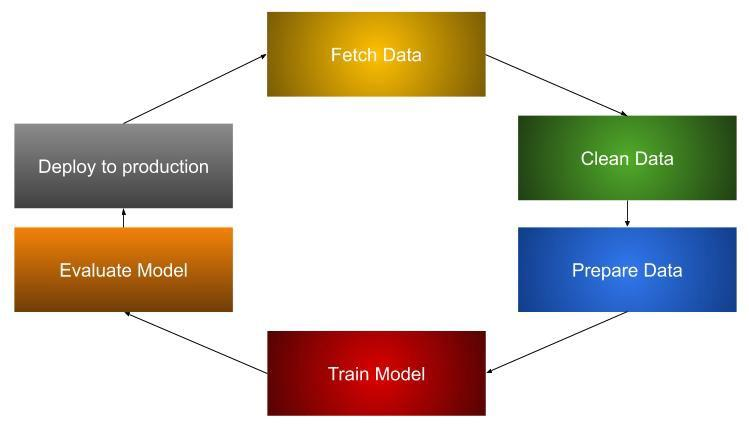 Fetch Data
Clean Data
Prepare Data
Train Model
Evaluate Model
Deploy to production